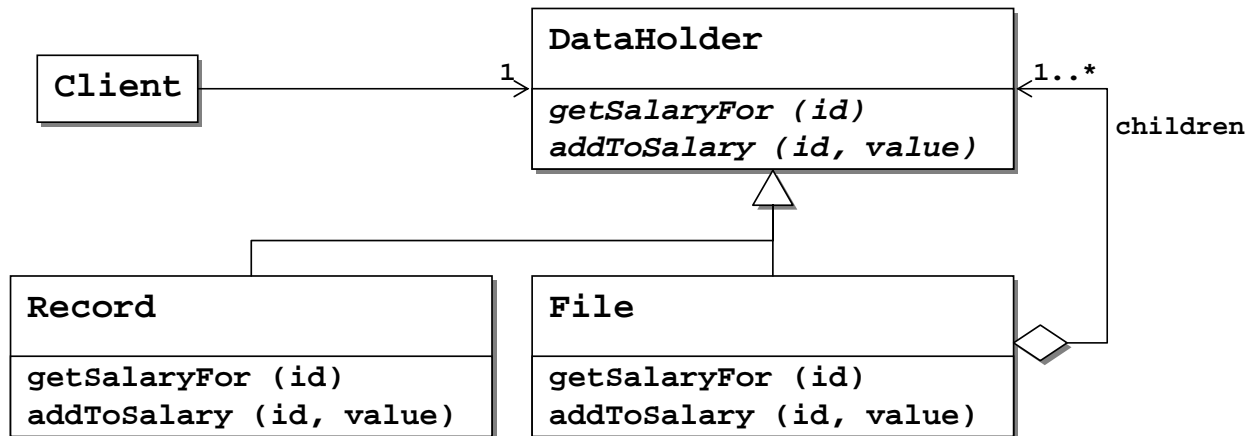 DataHolder
Client
1
1..*
getSalaryFor (id)
addToSalary (id, value)
children
Record
File
getSalaryFor (id)
addToSalary (id, value)
getSalaryFor (id)
addToSalary (id, value)